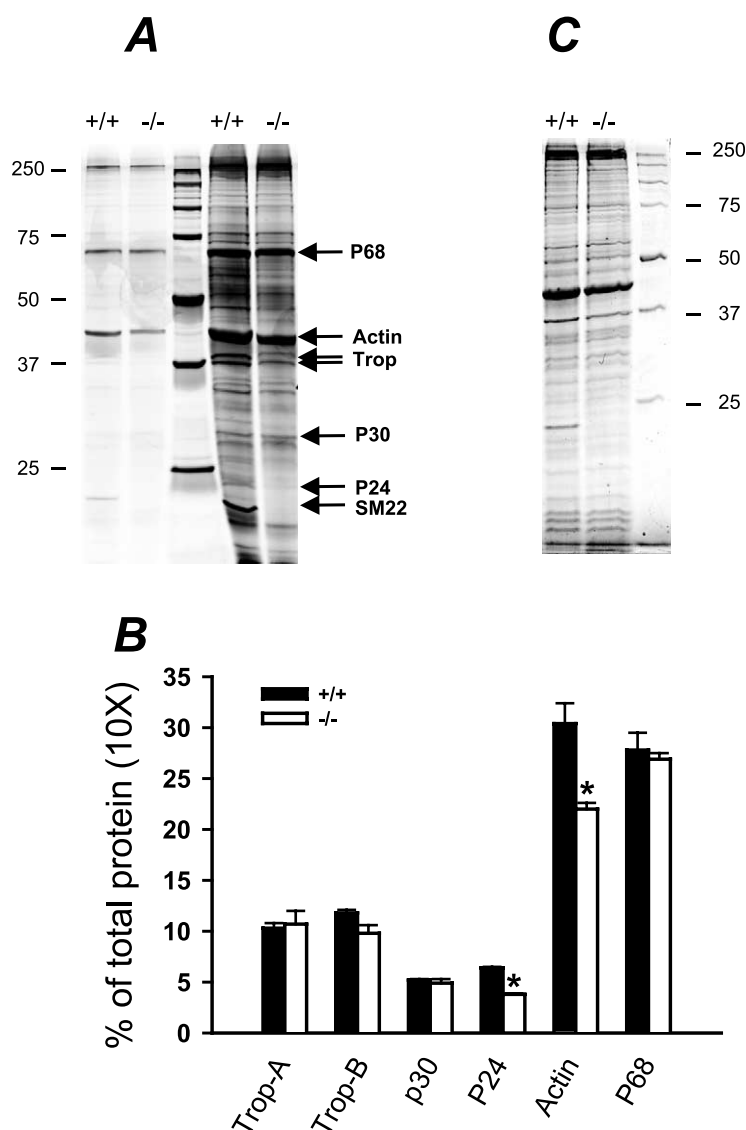 A
C
+/+ -/- +/+ -/-
+/+ -/-
250
75
50
37
25
P68
Actin
Trop
P30
P24
SM22
250
75
50
37
25
B
% of total protein (10X)
35
30
25
20
15
10
5
0
+/+
-/-
*
*
Trop-A
Trop-B
p30
P24
Actin
P68